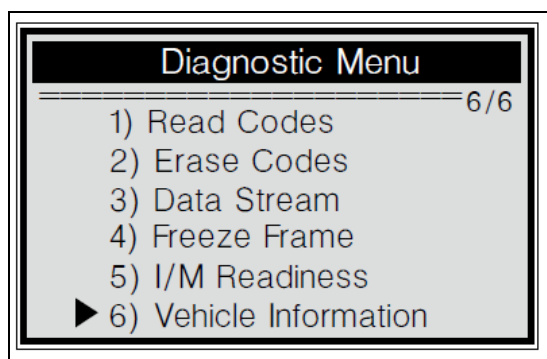 Diagnostic Menu
====================6/6
1) Read Codes
2) Erase Codes
3) Data Stream
4) Freeze Frame
5) I/M Readiness
▶ 6) Vehicle Information